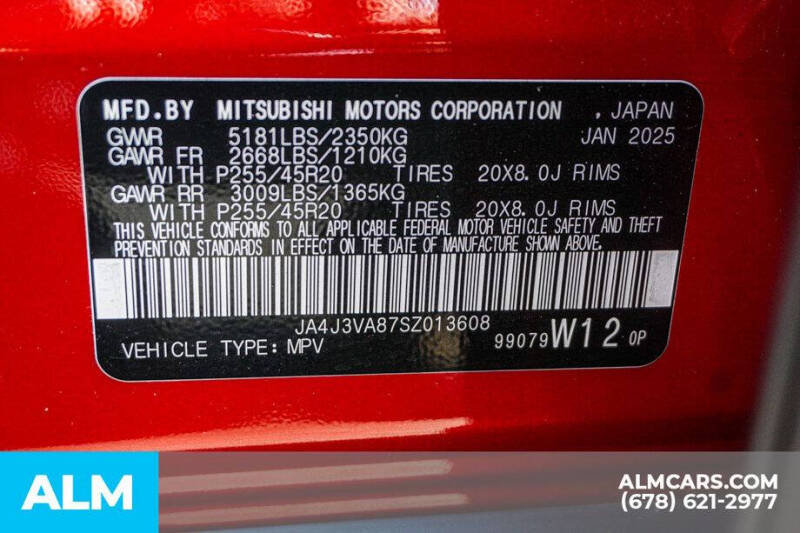 MFD.BY MITSUBISHI MOTORS CORPORATION , JAPAN
GVWR 5181LBS/2350KG JAN 2025
GAWR FR 2668LBS/1210KG
WITH P255/45R20 TIRES 20X8.0J RIMS
GAWR RR 3009LBS/1365KG
WITH P255/45R20 TIRES 20X8.0J RIMS
THIS VEHICLE CONFORMS TO ALL APPLICABLE FEDERAL MOTOR VEHICLE SAFETY AND THEFT
PREVENTION STANDARDS IN EFFECT ON THE DATE OF MANUFACTURE SHOWN ABOVE.
JA4J3VA87SZ013608
VEHICLE TYPE:MPV 99079 W12 0P
ALM
ALMCARS.COM
(678) 621-2977